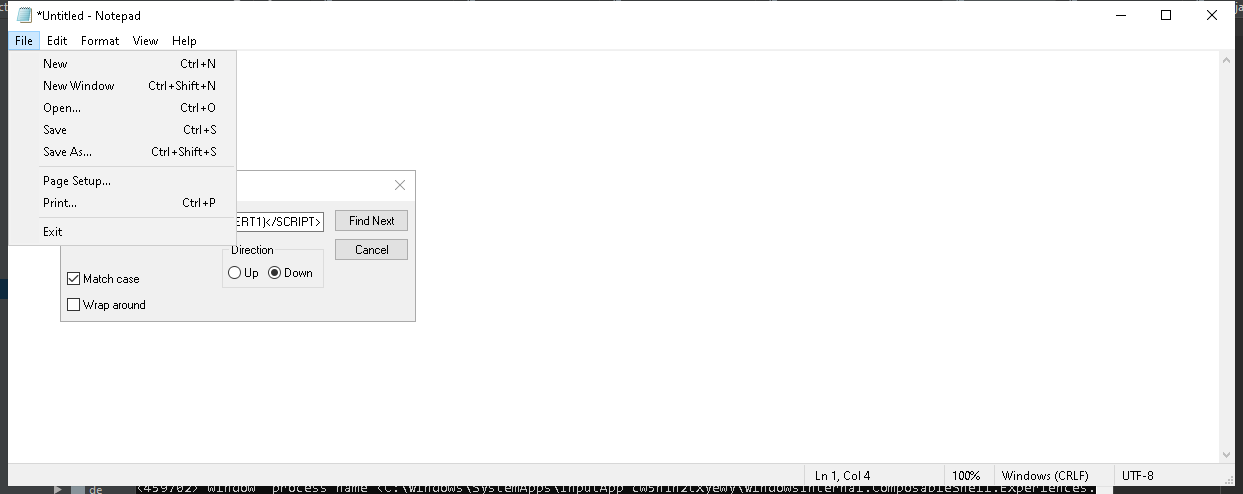 *Untitled - Notepad
File Edit Format View Help
New Ctrl+N
New Window Ctrl+Shift+N
Open... Ctrl+O
Save Ctrl+S
Save As... Ctrl+Shift+S
Page Setup...
Print... Ctrl+P
Exit
ERT1)</SCRIPT> Find Next
Direction Cancel
Up Down
Match case
Wrap around
Ln 1, Col 4 100% Windows (CRLF) UTF-8
de <459702> window process name <C:\Windows\SystemApps\InputApp_cw5n1h2txyewy\WindowsInternal.ComposableShell.Experiences.